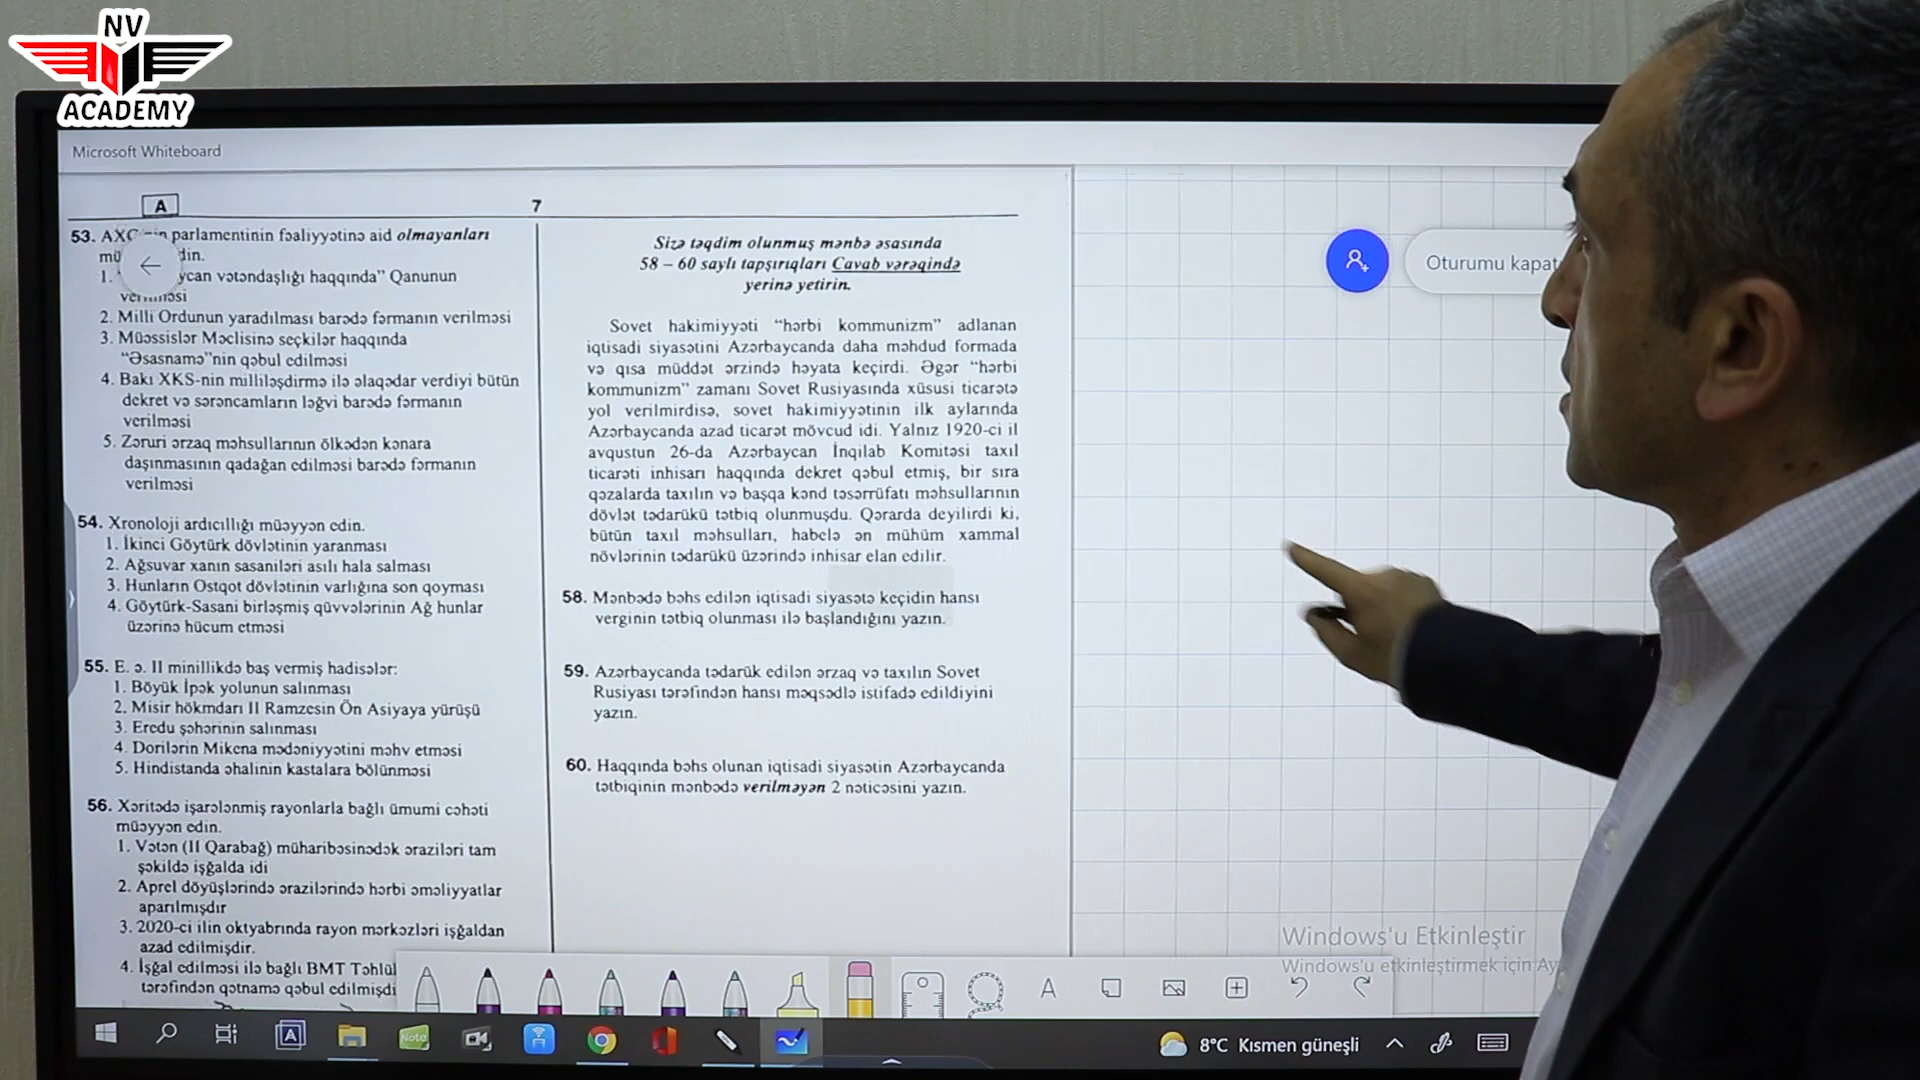 NV
ACADEMY
Microsoft Whiteboard
A
7
53. parlamentinin fəaliyyətinə aid olmayanları
1. vətəndaşlığı haqqında" Qanunun
2. Milli Ordunun yaradılması barədə fərmanın verilməsi
3. Müəssislər Məclisinə seçkilər haqqında
"Əsasnamə"nin qəbul edilməsi
4. Bakı XKS-nin milliləşdirmə ilə əlaqədar verdiyi bütün
dekret və sərəncamların ləğvi barədə fərmanın
verilməsi
5. Zəruri ərzaq məhsullarının ölkədən kənara
daşınmasının qadağan edilməsi barədə fərmanın
verilməsi
54. Xronoloji ardıcıllığı müəyyən edin.
1. İkinci Göytürk dövlətinin yaranması
2. Ağsuvar xanın sasaniləri asılı hala salması
3. Hunların Ostqot dövlətinin varlığına son qoyması
4. Göytürk-Sasani birləşmiş qüvvələrinin Ağ hunlar
üzərinə hücum etməsi
55. E. ə. II minillikdə baş vermiş hadisələr:
1. Böyük İpək yolunun salınması
2. Misir hökmdarı II Ramzesin Ön Asiyaya yürüşü
3. Eredu şəhərinin salınması
4. Dorilərin Mikena mədəniyyətini məhv etməsi
5. Hindistanda əhalinin kastalara bölünməsi
56. Xəritədə işarələnmiş rayonlarla bağlı ümumi cəhəti
müəyyən edin.
1. Vətən (II Qarabağ) müharibəsinədək əraziləri tam
şəkildə işğalda idi
2. Aprel döyüşlərində ərazilərində hərbi əməliyyatlar
aparılmışdır
3. 2020-ci ilin oktyabrında rayon mərkəzləri işğaldan
azad edilmişdir.
4. İşğal edilməsi ilə bağlı BMT
tərəfindən qətnamə qəbul
Sizə təqdim olunmuş mənbə əsasında
58 – 60 saylı tapşırıqları Cavab vərəqində
yerinə yetirin.
Sovet hakimiyyəti "hərbi kommunizm" adlanan
iqtisadi siyasətini Azərbaycanda daha məhdud formada
və qısa müddət ərzində həyata keçirdi. Əgər "hərbi
kommunizm" zamanı Sovet Rusiyasında xüsusi ticarətə
yol verilmirdisə, sovet hakimiyyətinin ilk aylarında
Azərbaycanda azad ticarət mövcud idi. Yalnız 1920-ci il
avqustun 26-da Azərbaycan İnqilab Komitəsi taxıl
ticarəti inhisarı haqqında dekret qəbul etmiş, bir sıra
qəzalarda taxılın və başqa kənd təsərrüfatı məhsullarının
dövlət tədarükü tətbiq olunmuşdu. Qərarda deyilirdi ki,
bütün taxıl məhsulları, habelə ən mühüm xammal
növlərinin tədarükü üzərində inhisar elan edilir.
58. Mənbədə bəhs edilən iqtisadi siyasətə keçidin hansı
verginin tətbiq olunması ilə başlandığını yazın.
59. Azərbaycanda tədarük edilən ərzaq və taxılın Sovet
Rusiyası tərəfindən hansı məqsədlə istifadə edildiyini
yazın.
60. Haqqında bəhs olunan iqtisadi siyasətin Azərbaycanda
tətbiqinin mənbədə verilməyən 2 nəticəsini yazın.
Oturumu
Windows'u Etkinleştir
Windows'u etkinleştirmek için
A
A
Note
8°C Kısmen güneşli